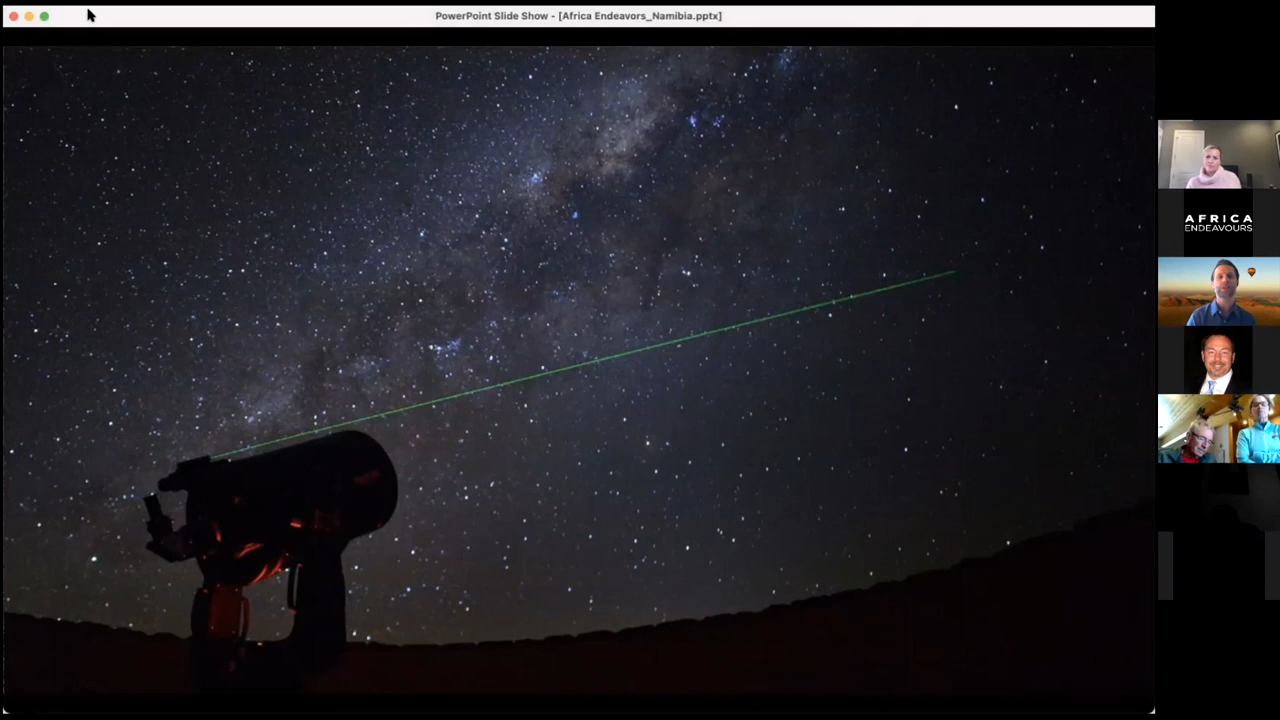 PowerPoint Slide Show - [Africa Endeavors_Namibia.pptx]
AFRICA
ENDEAVOURS